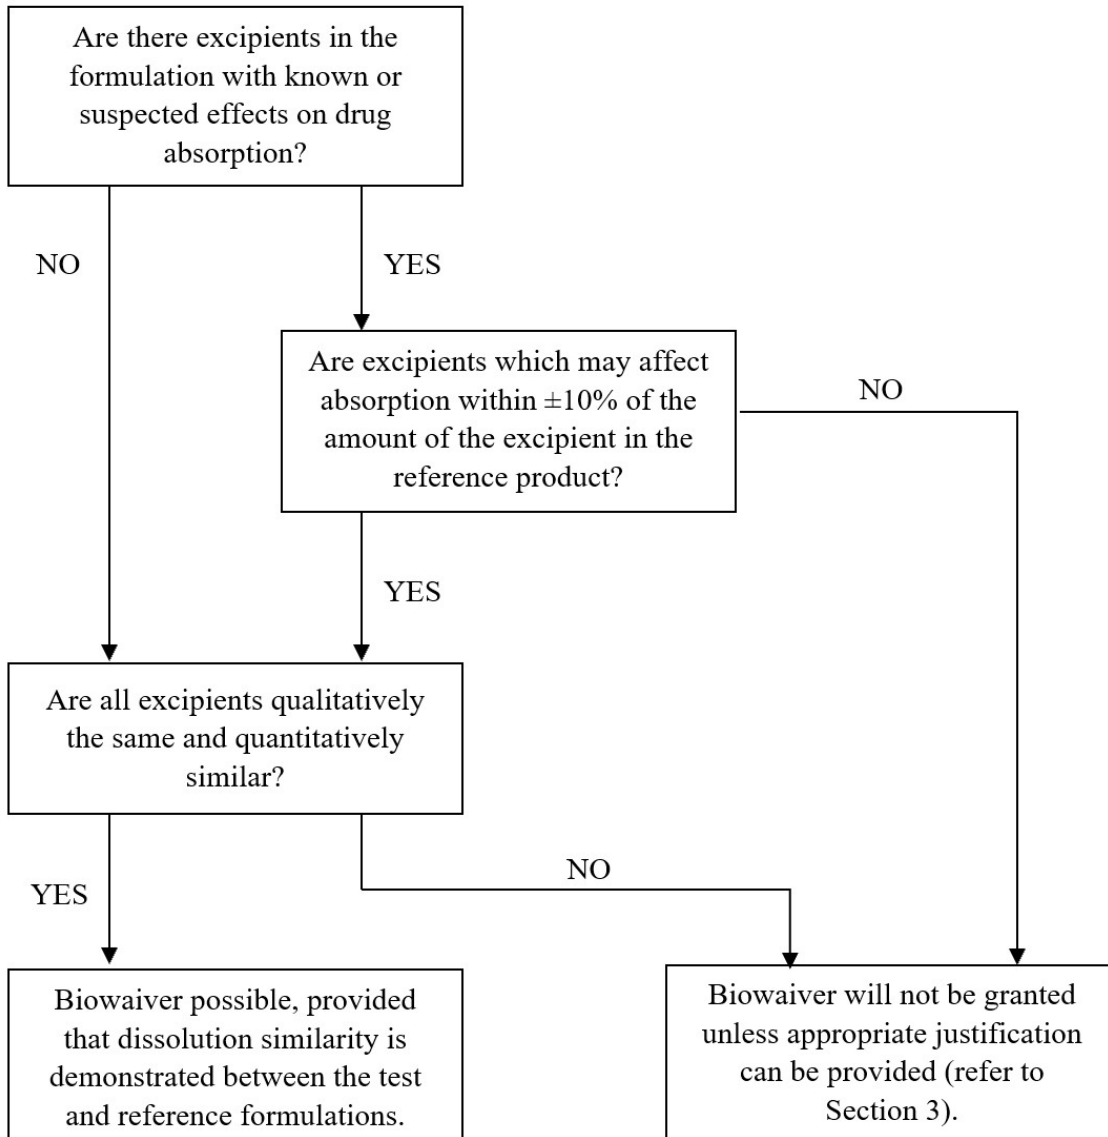 Are there excipients in the
formulation with known or
suspected effects on drug
absorption?
NO
YES
Are excipients which may affect
absorption within ±10% of the
amount of the excipient in the
reference product?
NO
YES
Are all excipients qualitatively
the same and quantitatively
similar?
YES
NO
Biowaiver possible, provided
that dissolution similarity is
demonstrated between the test
and reference formulations.
Biowaiver will not be granted
unless appropriate justification
can be provided (refer to
Section 3).